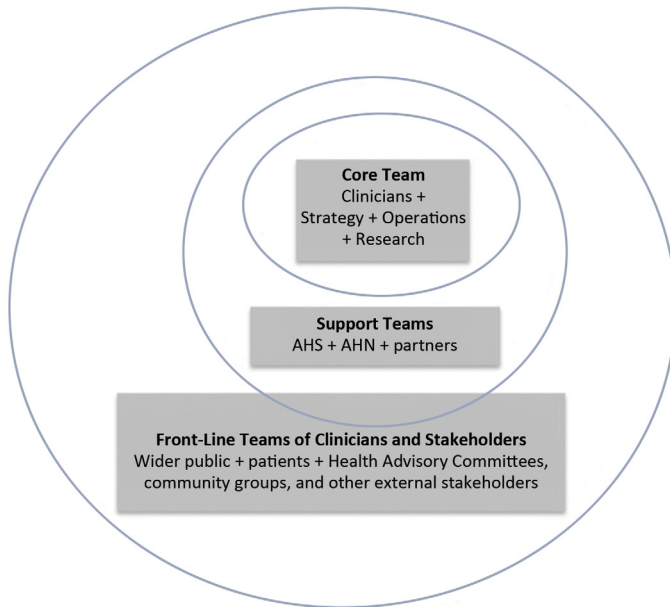 Core Team
Clinicians +
Strategy + Operations
+ Research
Support Teams
AHS + AHN + partners
Front-Line Teams of Clinicians and Stakeholders
Wider public + patients + Health Advisory Committees,
community groups, and other external stakeholders